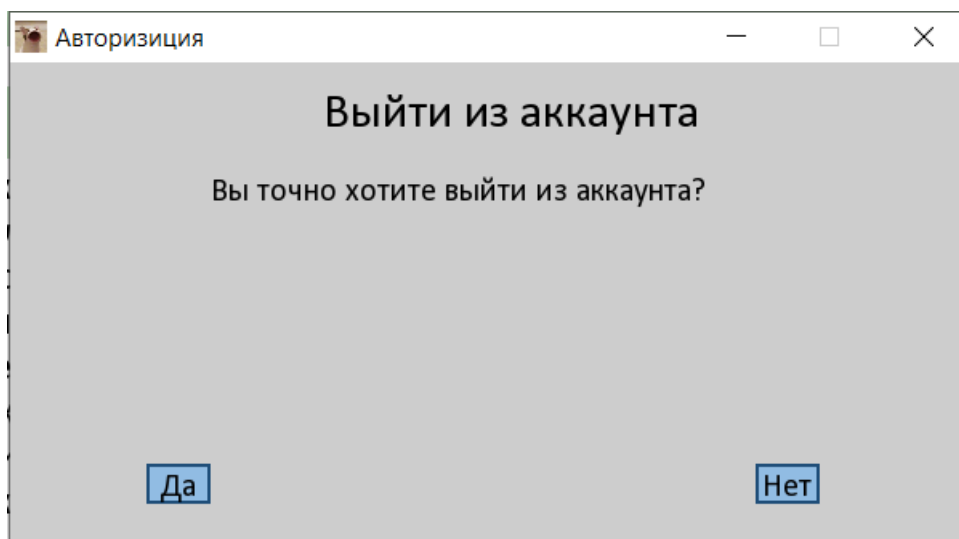 Авторизиция
Выйти из аккаунта
Вы точно хотите выйти из аккаунта?
Да
Нет